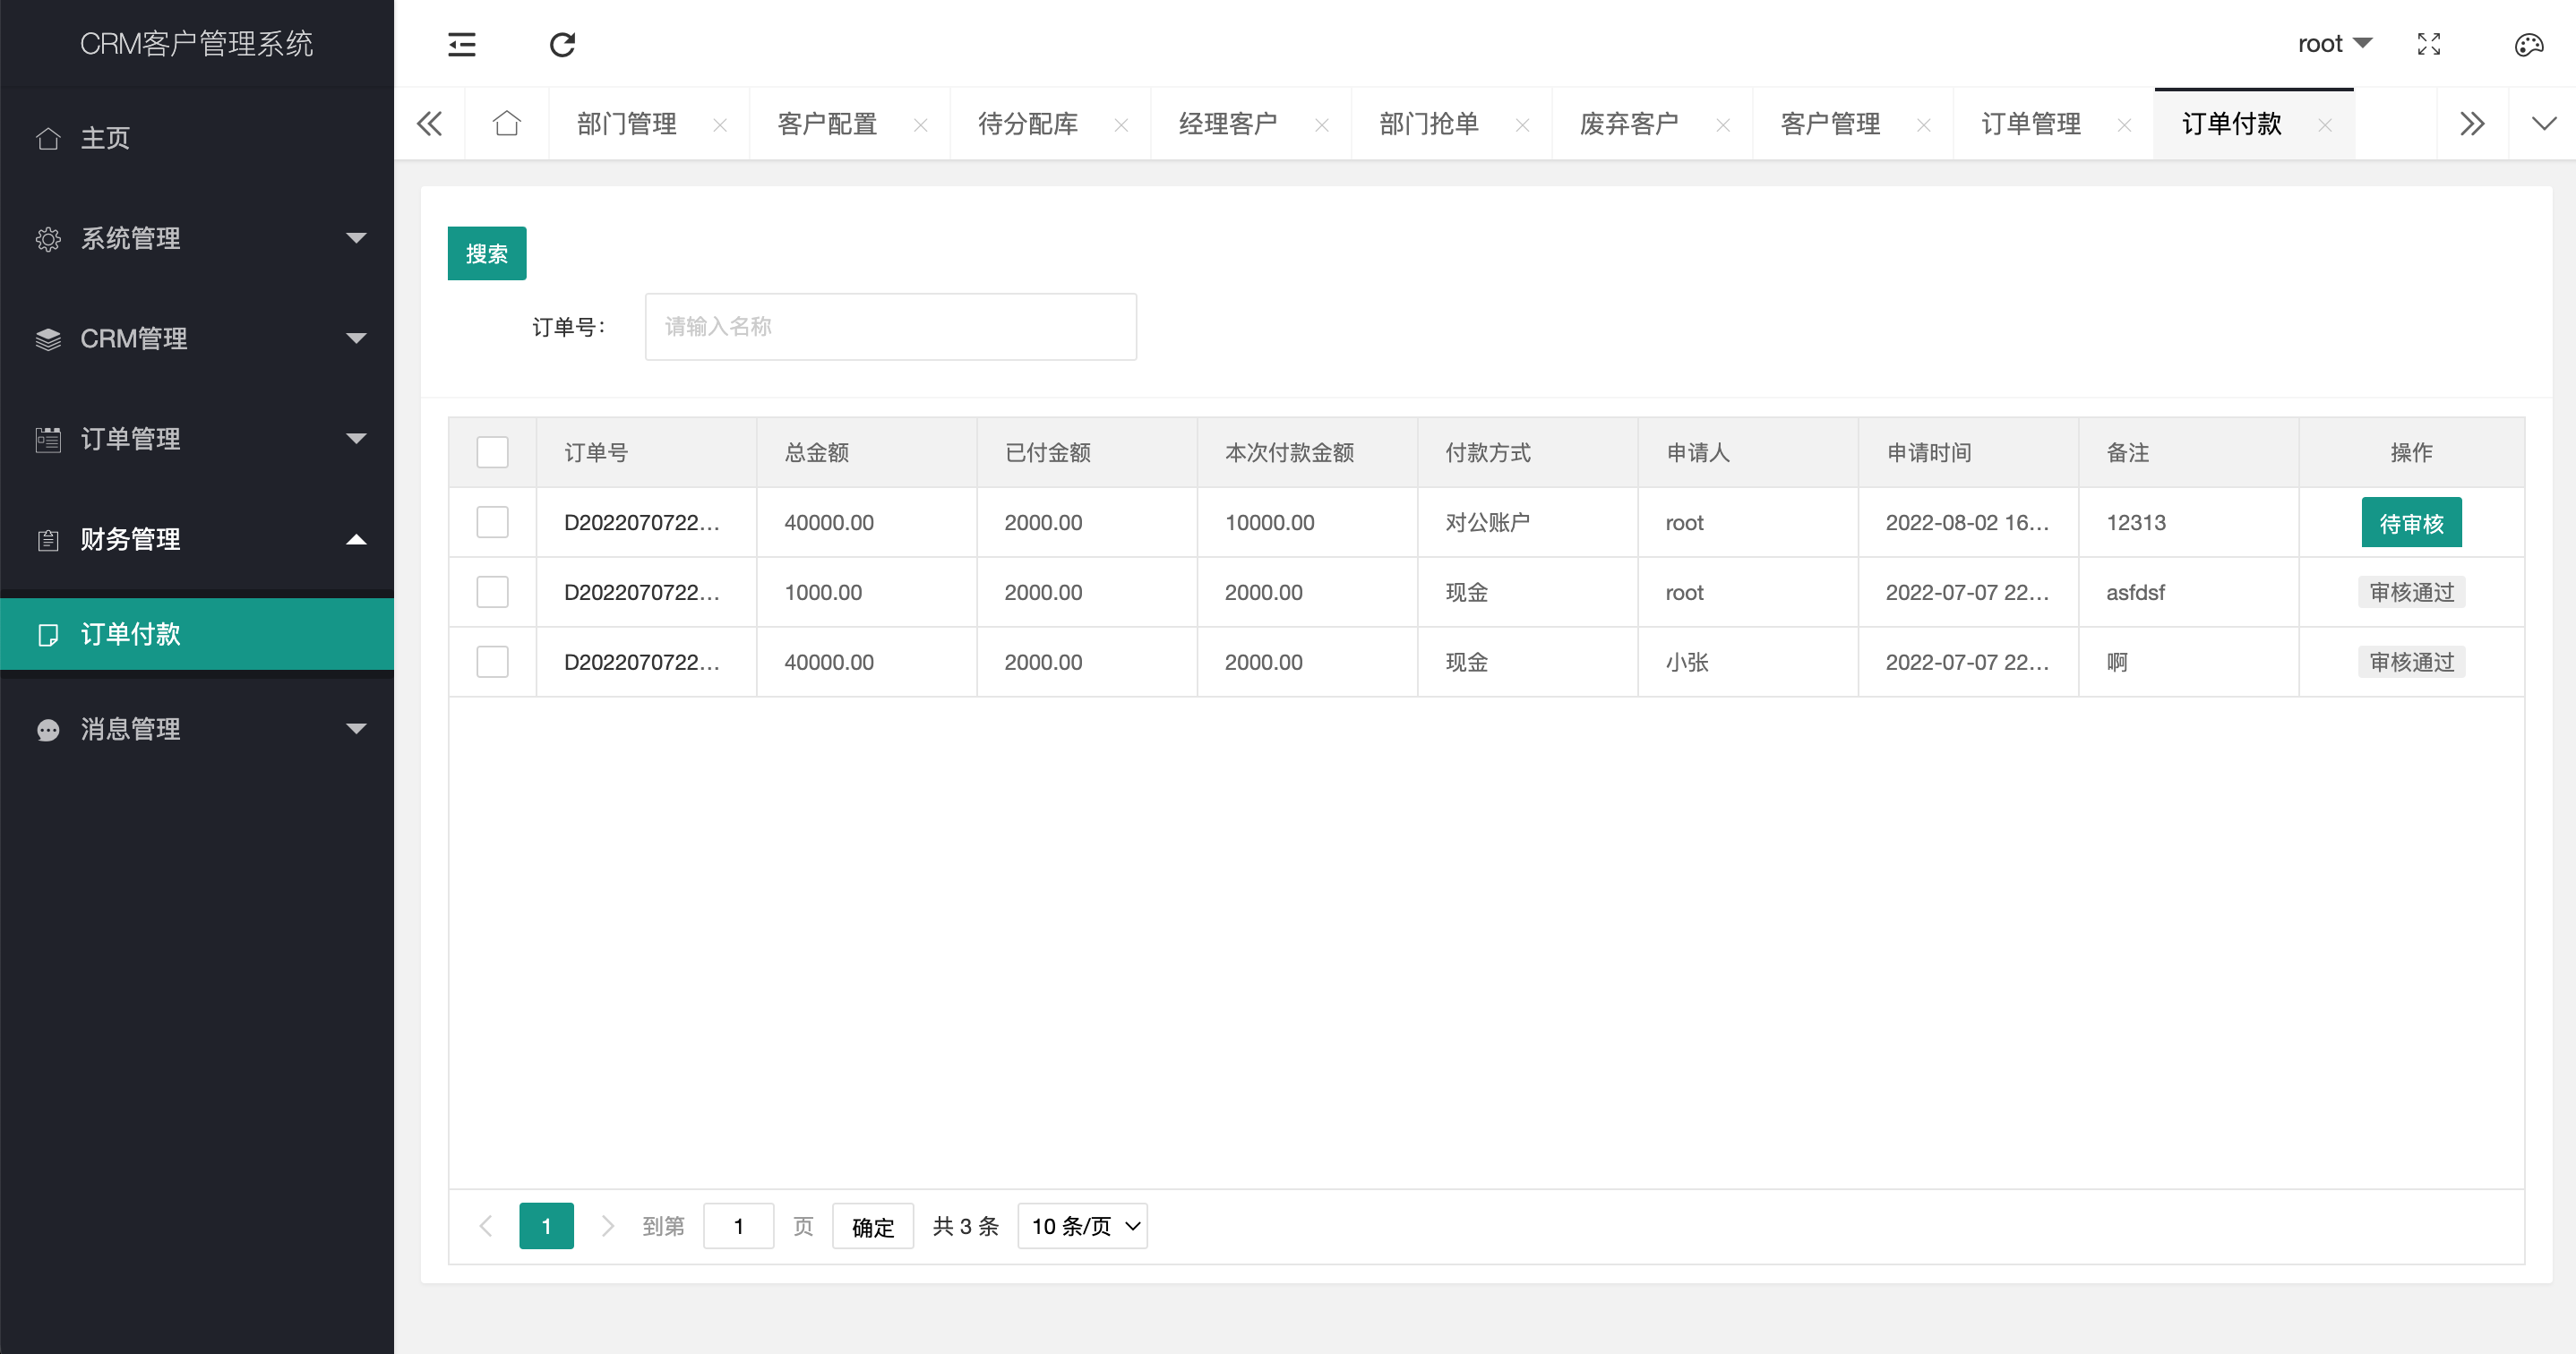 CRM客户管理系统
root
主页
系统管理
CRM管理
订单管理
财务管理
订单付款
消息管理
部门管理 客户配置 待分配库 经理客户 部门抢单 废弃客户 客户管理 订单管理 订单付款
搜索
订单号： 请输入名称
订单号 总金额 已付金额 本次付款金额 付款方式 申请人 申请时间 备注 操作
D2022070722... 40000.00 2000.00 10000.00 对公账户 root 2022-08-02 16... 12313 待审核
D2022070722... 1000.00 2000.00 2000.00 现金 root 2022-07-07 22... asfdsf 审核通过
D2022070722... 40000.00 2000.00 2000.00 现金 小张 2022-07-07 22... 啊 审核通过
1 到第 1 页 确定 共 3 条 10 条/页